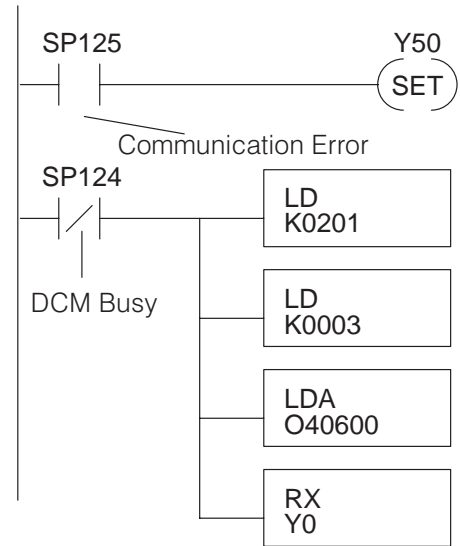 SP125
Y50
SET
Communication Error
SP124
LD
K0201
DCM Busy
LD
K0003
LDA
O40600
RX
Y0